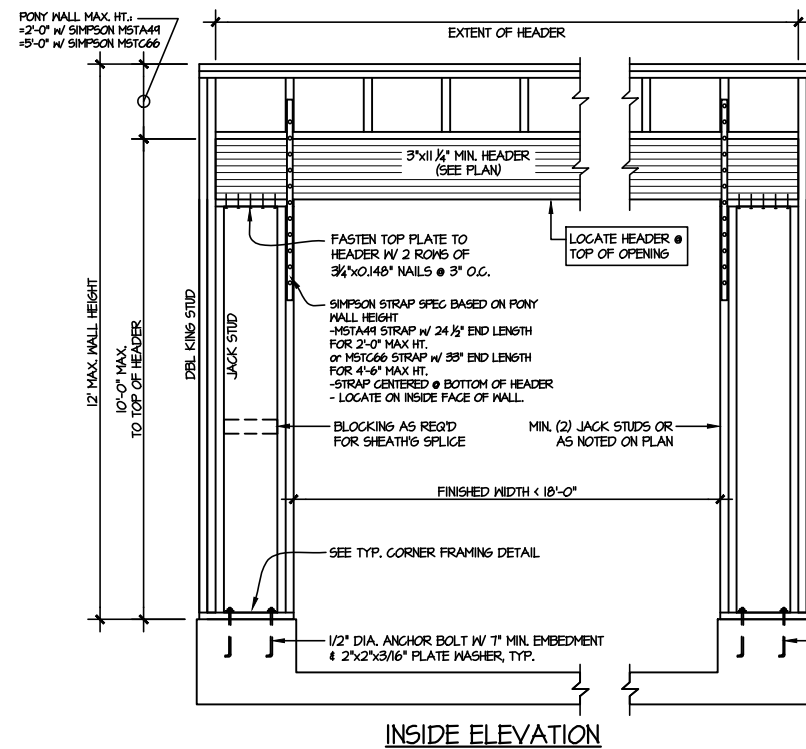 PONY WALL MAX. HT.:
=2'-0" W/ SIMPSON MSTA49
=5'-0" W/ SIMPSON MSTC66
EXTENT OF HEADER
3"x11 1/4" MIN. HEADER
(SEE PLAN)
FASTEN TOP PLATE TO
HEADER W/ 2 ROWS OF
3/4"x0.148" NAILS @ 3" O.C.
LOCATE HEADER @
TOP OF OPENING
SIMPSON STRAP SPEC BASED ON PONY
WALL HEIGHT
-MSTA49 STRAP w/ 24 1/2" END LENGTH
FOR 2'-0" MAX HT.
or MSTC66 STRAP w/ 33" END LENGTH
FOR 4'-6" MAX HT.
-STRAP CENTERED @ BOTTOM OF HEADER
- LOCATE ON INSIDE FACE OF WALL.
12' MAX. WALL HEIGHT
10'-0" MAX.
TO TOP OF HEADER
DBL KING STUD
JACK STUD
BLOCKING AS REQ'D
FOR SHEATH'G SPLICE
MIN. (2) JACK STUDS OR
AS NOTED ON PLAN
FINISHED WIDTH < 18'-0"
SEE TYP. CORNER FRAMING DETAIL
1/2" DIA. ANCHOR BOLT W/ 7" MIN. EMBEDMENT
& 2"x2"x3/16" PLATE WASHER, TYP.
INSIDE ELEVATION